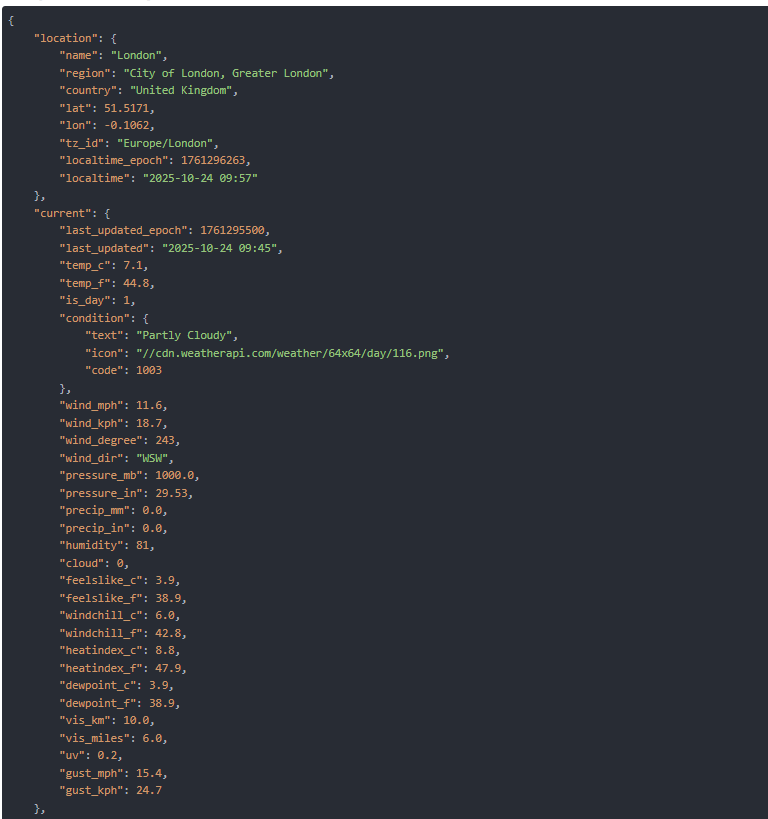 {
    "location": {
        "name": "London",
        "region": "City of London, Greater London",
        "country": "United Kingdom",
        "lat": 51.5171,
        "lon": -0.1062,
        "tz_id": "Europe/London",
        "localtime_epoch": 1761296263,
        "localtime": "2025-10-24 09:57"
    },
    "current": {
        "last_updated_epoch": 1761295500,
        "last_updated": "2025-10-24 09:45",
        "temp_c": 7.1,
        "temp_f": 44.8,
        "is_day": 1,
        "condition": {
            "text": "Partly Cloudy",
            "icon": "//cdn.weatherapi.com/weather/64x64/day/116.png",
            "code": 1003
        },
        "wind_mph": 11.6,
        "wind_kph": 18.7,
        "wind_degree": 243,
        "wind_dir": "WSW",
        "pressure_mb": 1000.0,
        "pressure_in": 29.53,
        "precip_mm": 0.0,
        "precip_in": 0.0,
        "humidity": 81,
        "cloud": 0,
        "feelslike_c": 3.9,
        "feelslike_f": 38.9,
        "windchill_c": 6.0,
        "windchill_f": 42.8,
        "heatindex_c": 8.8,
        "heatindex_f": 47.9,
        "dewpoint_c": 3.9,
        "dewpoint_f": 38.9,
        "vis_km": 10.0,
        "vis_miles": 6.0,
        "uv": 0.2,
        "gust_mph": 15.4,
        "gust_kph": 24.7
    },